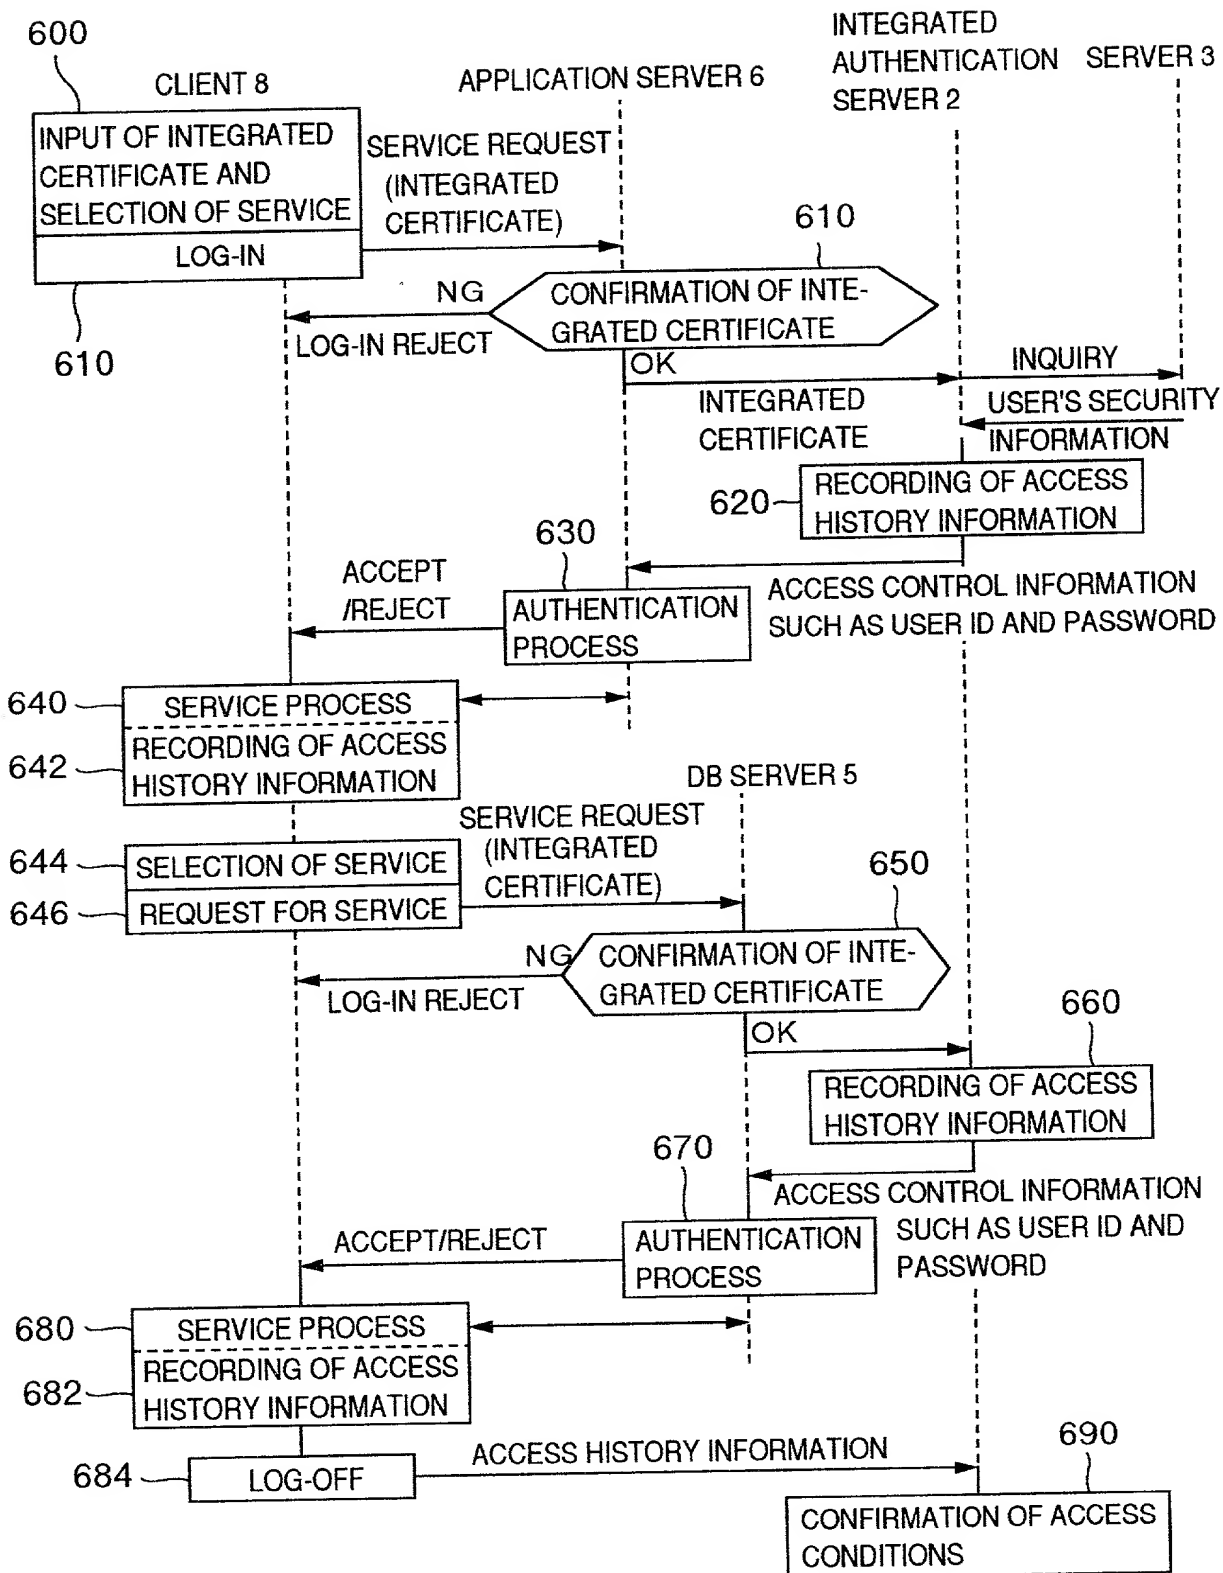 600
CLIENT 8
APPLICATION SERVER 6
INTEGRATED
AUTHENTICATION
SERVER 2
SERVER 3
INPUT OF INTEGRATED
CERTIFICATE AND
SELECTION OF SERVICE
LOG-IN
610
SERVICE REQUEST
(INTEGRATED
CERTIFICATE)
610
CONFIRMATION OF INTE-
GRATED CERTIFICATE
NG
LOG-IN REJECT
OK
INTEGRATED
CERTIFICATE
INQUIRY
USER'S SECURITY
INFORMATION
620
RECORDING OF ACCESS
HISTORY INFORMATION
630
ACCESS CONTROL INFORMATION
SUCH AS USER ID AND PASSWORD
AUTHENTICATION
PROCESS
ACCEPT
/REJECT
640
SERVICE PROCESS
642
RECORDING OF ACCESS
HISTORY INFORMATION
DB SERVER 5
644
SELECTION OF SERVICE
646
REQUEST FOR SERVICE
SERVICE REQUEST
(INTEGRATED
CERTIFICATE)
650
CONFIRMATION OF INTE-
GRATED CERTIFICATE
NG
LOG-IN REJECT
OK
660
RECORDING OF ACCESS
HISTORY INFORMATION
670
ACCESS CONTROL INFORMATION
SUCH AS USER ID AND
PASSWORD
AUTHENTICATION
PROCESS
ACCEPT/REJECT
680
SERVICE PROCESS
682
RECORDING OF ACCESS
HISTORY INFORMATION
684
LOG-OFF
ACCESS HISTORY INFORMATION
690
CONFIRMATION OF ACCESS
CONDITIONS